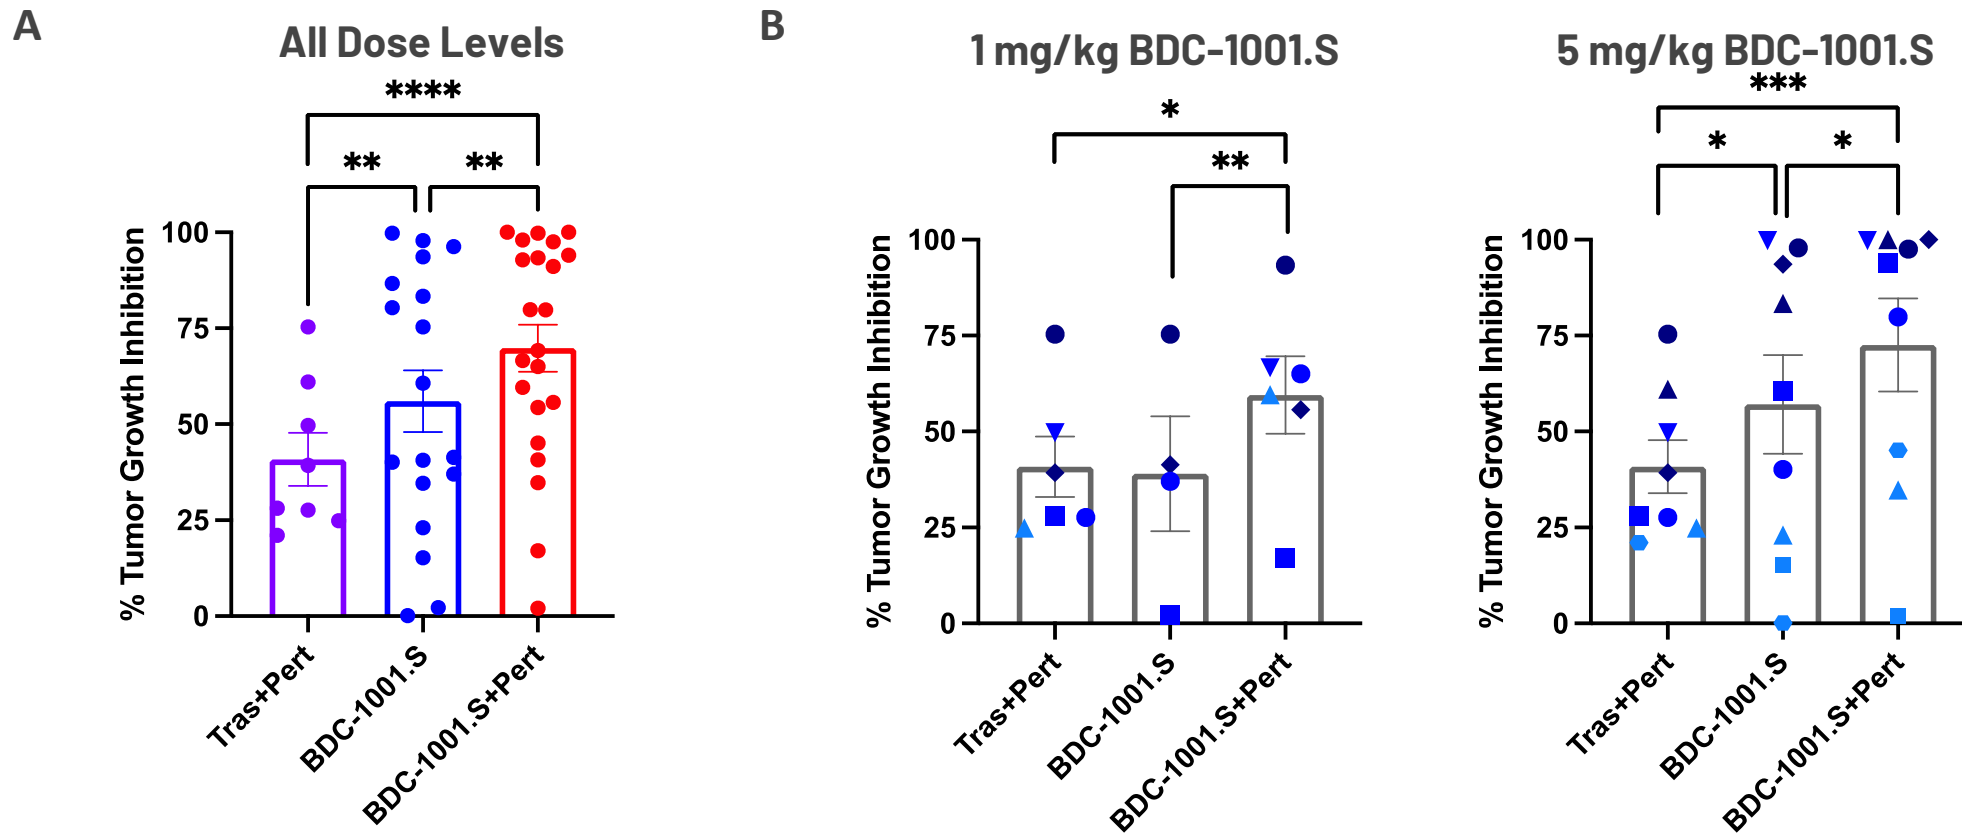 A
All Dose Levels
****
**
**
% Tumor Growth Inhibition
100
75
50
25
0
Tras+Pert
BDC-1001.S
BDC-1001.S+Pert
B
1 mg/kg BDC-1001.S
*
**
% Tumor Growth Inhibition
100
75
50
25
0
Tras+Pert
BDC-1001.S
BDC-1001.S+Pert
5 mg/kg BDC-1001.S
***
*
*
% Tumor Growth Inhibition
100
75
50
25
0
Tras+Pert
BDC-1001.S
BDC-1001.S+Pert